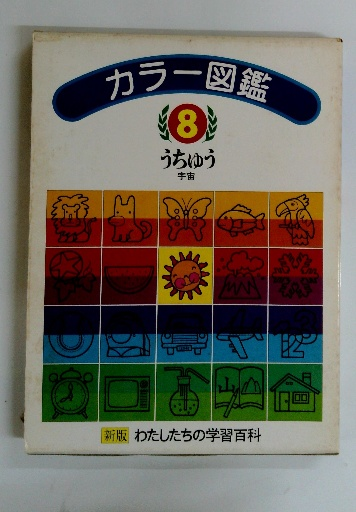 カラー図鑑
8
うちゅう
宇宙
新版 わたしたちの学習百科